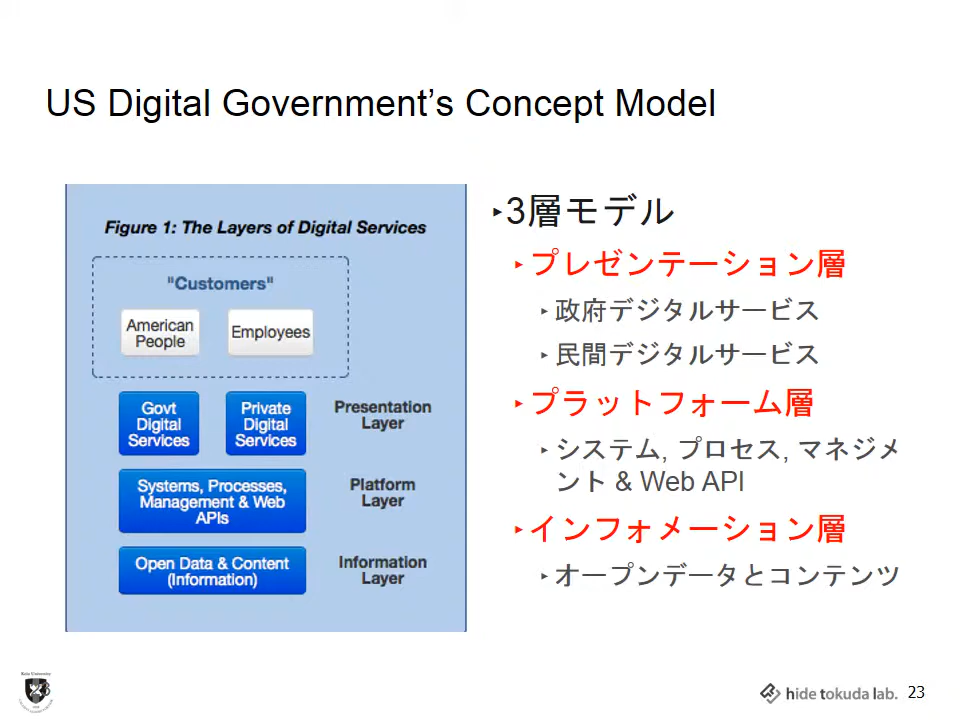 US Digital Government's Concept Model
Figure 1: The Layers of Digital Services
"Customers"
American
People
Employees
Govt
Digital
Services
Private
Digital
Services
Presentation
Layer
Systems, Processes,
Management & Web
APIs
Platform
Layer
Open Data & Content
(Information)
Information
Layer
3層モデル
プレゼンテーション層
政府デジタルサービス
民間デジタルサービス
プラットフォーム層
システム, プロセス, マネジメ
ント & Web API
インフォメーション層
オープンデータとコンテンツ
hide tokuda lab.
23